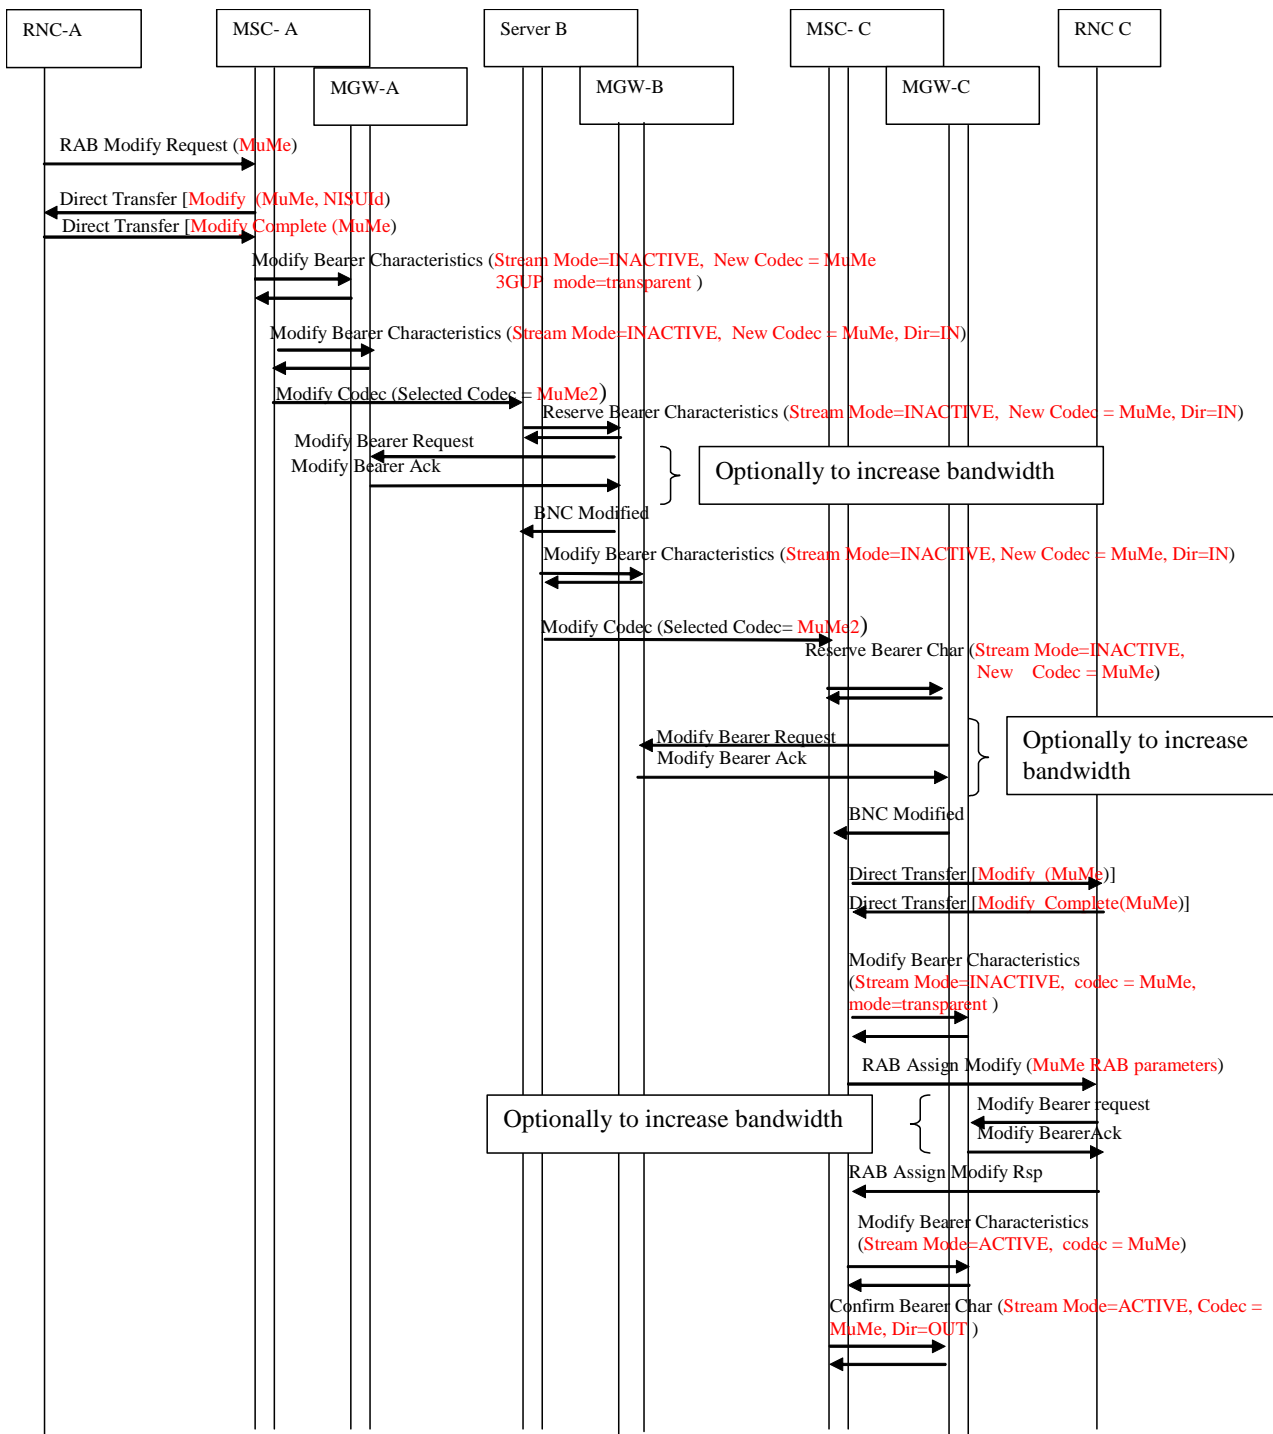 RNC-A
MSC- A
Server B
MSC- C
RNC C
MGW-A
MGW-B
MGW-C
RAB Modify Request (MuMe)
Direct Transfer [Modify (MuMe, NISUId)
Direct Transfer [Modify Complete (MuMe)
Modify Bearer Characteristics (Stream Mode=INACTIVE, New Codec = MuMe
3GUP mode=transparent )
Modify Bearer Characteristics (Stream Mode=INACTIVE, New Codec = MuMe, Dir=IN)
Modify Codec (Selected Codec = MuMe2)
Reserve Bearer Characteristics (Stream Mode=INACTIVE, New Codec = MuMe, Dir=IN)
Modify Bearer Request
Modify Bearer Ack
Optionally to increase bandwidth
BNC Modified
Modify Bearer Characteristics (Stream Mode=INACTIVE, New Codec = MuMe, Dir=IN)
Modify Codec (Selected Codec= MuMe2)
Reserve Bearer Char (Stream Mode=INACTIVE,
New Codec = MuMe)
Modify Bearer Request
Modify Bearer Ack
Optionally to increase
bandwidth
BNC Modified
Direct Transfer [Modify (MuMe)]
Direct Transfer [Modify Complete(MuMe)]
Modify Bearer Characteristics
(Stream Mode=INACTIVE, codec = MuMe,
mode=transparent )
RAB Assign Modify (MuMe RAB parameters)
Optionally to increase bandwidth
Modify Bearer request
Modify BearerAck
RAB Assign Modify Rsp
Modify Bearer Characteristics
(Stream Mode=ACTIVE, codec = MuMe)
Confirm Bearer Char (Stream Mode=ACTIVE, Codec =
MuMe, Dir=OUT )